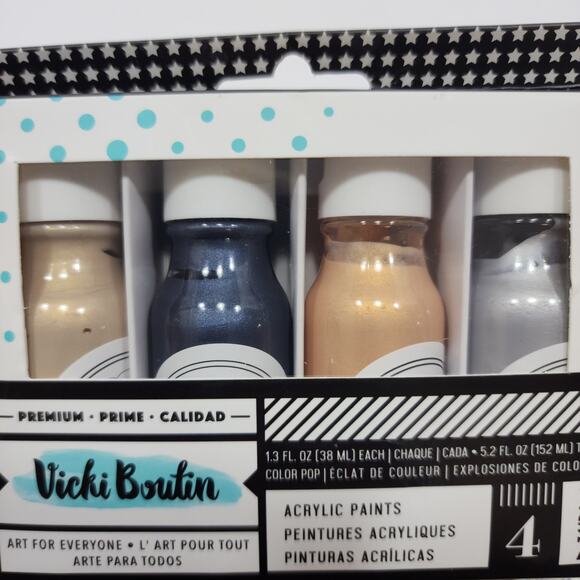 PREMIUM • PRIME • CALIDAD
Vicki Boutin
ART FOR EVERYONE • L' ART POUR TOUT
ARTE PARA TODOS
1.3 FL. OZ (38 ML) EACH | CHAQUE | CADA • 5.2 FL. OZ (152 ML)
COLOR POP | ÉCLAT DE COULEUR | EXPLOSIONES DE COLO
ACRYLIC PAINTS
PEINTURES ACRYLIQUES
PINTURAS ACRÍLICAS
4